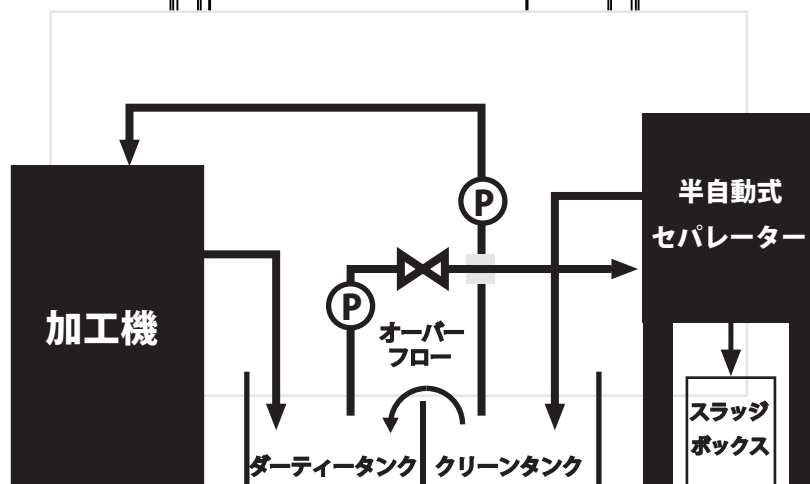 P
半自動式
セパレーター
P
加工機
オーバー
フロー
スラッジ
ボックス
ダーティータンク
クリーンタンク